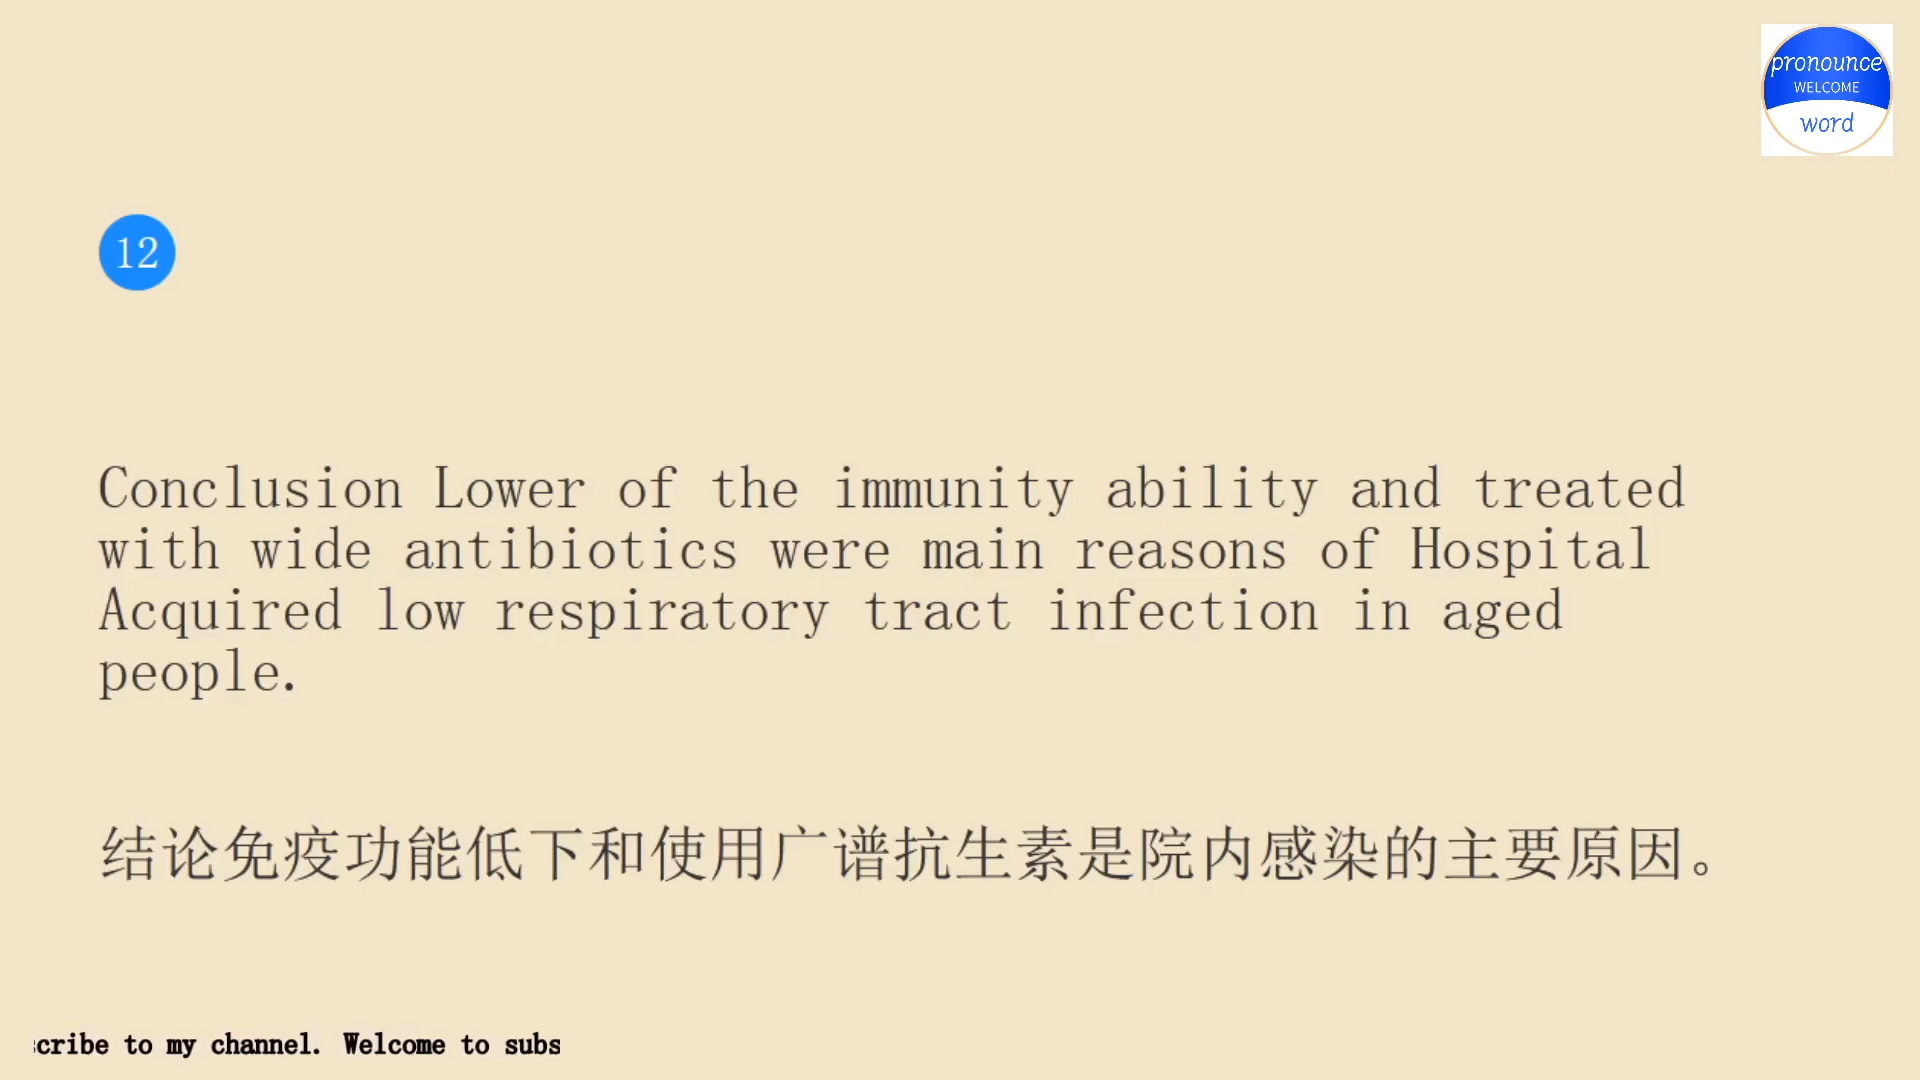 pronounce
WELCOME
word
12
Conclusion Lower of the immunity ability and treated
with wide antibiotics were main reasons of Hospital
Acquired low respiratory tract infection in aged
people.
结论免疫功能低下和使用广谱抗生素是院内感染的主要原因。
scribe to my channel. Welcome to subs